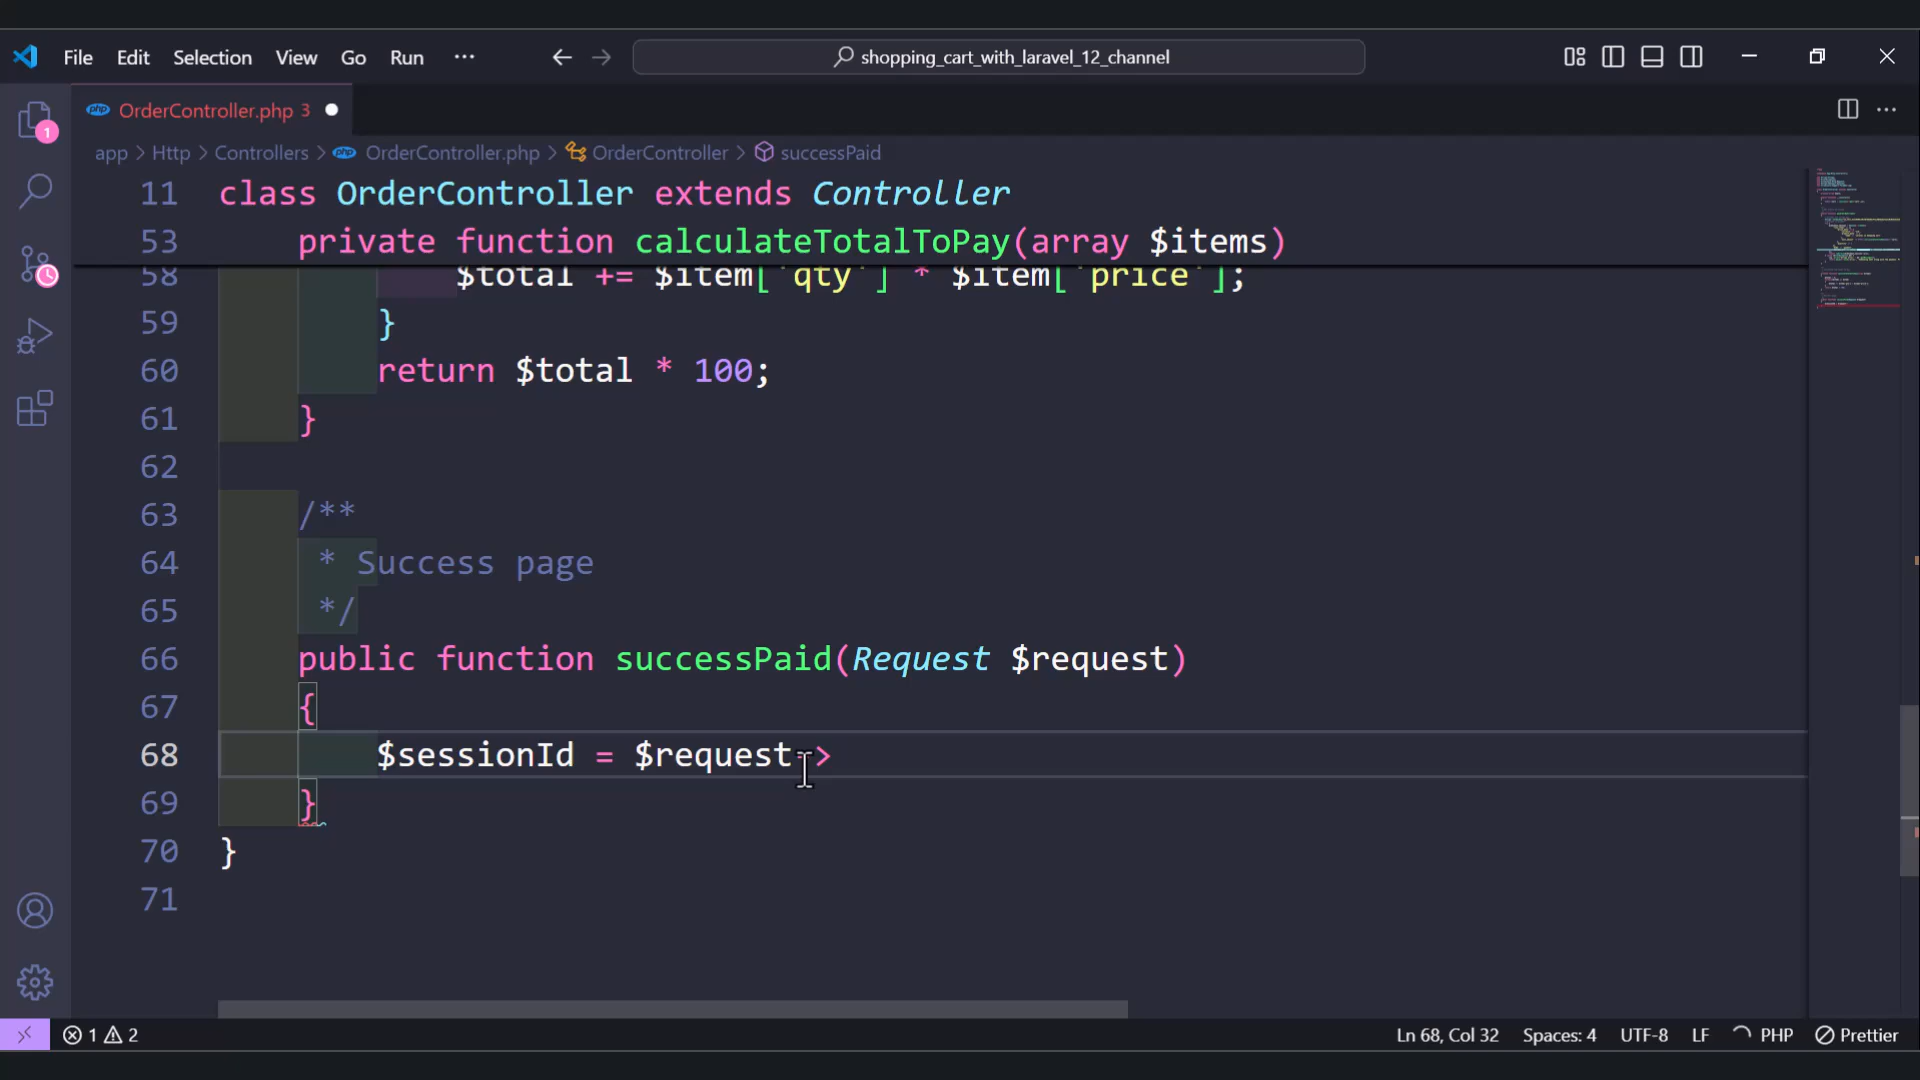 File Edit Selection View Go Run ··· shopping_cart_with_laravel_12_channel
OrderController.php 3
app > Http > Controllers > OrderController.php > OrderController > successPaid
11 class OrderController extends Controller
53 private function calculateTotalToPay(array $items)
58 $total += $item['qty'] * $item['price'];
59 }
60 return $total * 100;
61 }
62
63 /**
64 * Success page
65 */
66 public function successPaid(Request $request)
67 {
68 $sessionId = $request->
69 }
70 }
71
1
1 2 Ln 68, Col 32 Spaces: 4 UTF-8 LF PHP Prettier